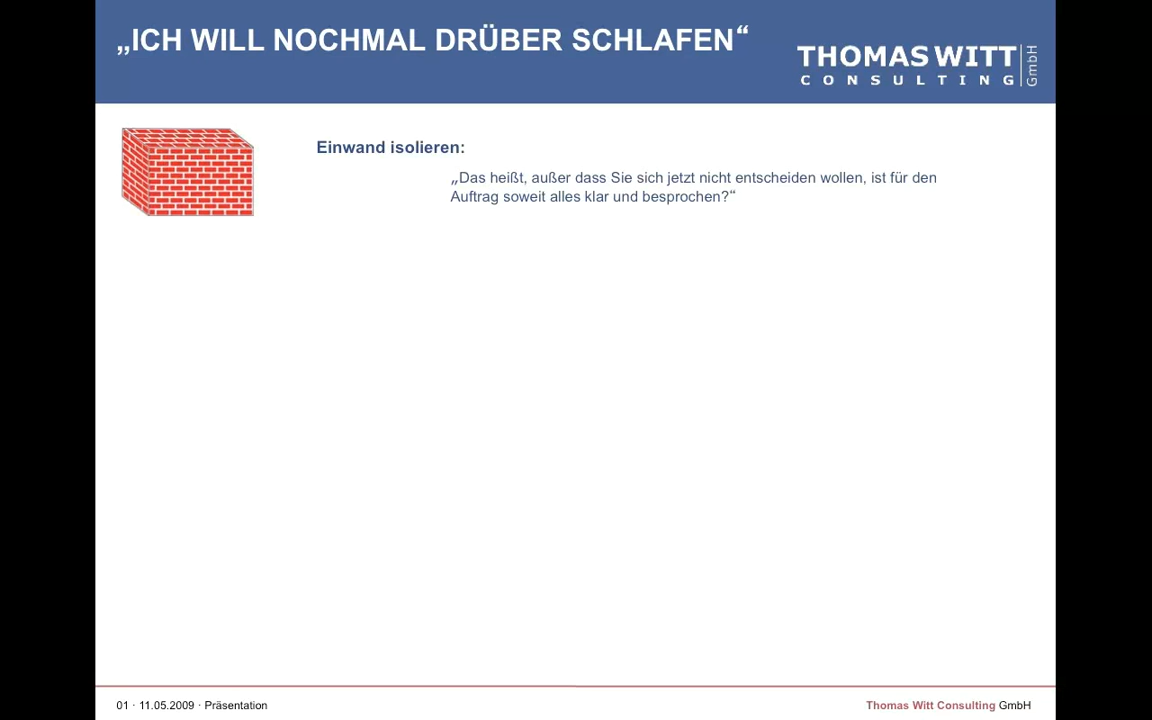 „ICH WILL NOCHMAL DRÜBER SCHLAFEN“
THOMAS WITT
CONSULTING
GmbH
Einwand isolieren:
„Das heißt, außer dass Sie sich jetzt nicht entscheiden wollen, ist für den
Auftrag soweit alles klar und besprochen?“
01 · 11.05.2009 · Präsentation
Thomas Witt Consulting GmbH